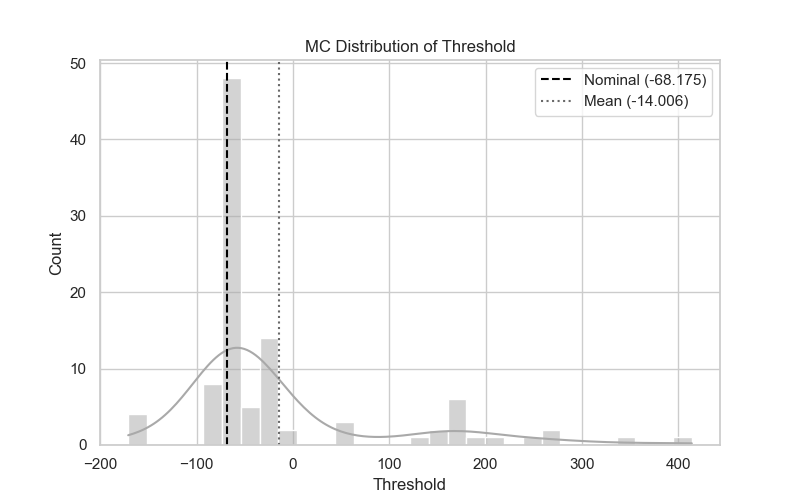 MC Distribution of Threshold
50
40
30
20
10
0
Count
Nominal (-68.175)
Mean (-14.006)
−200 −100 0 100 200 300 400
Threshold